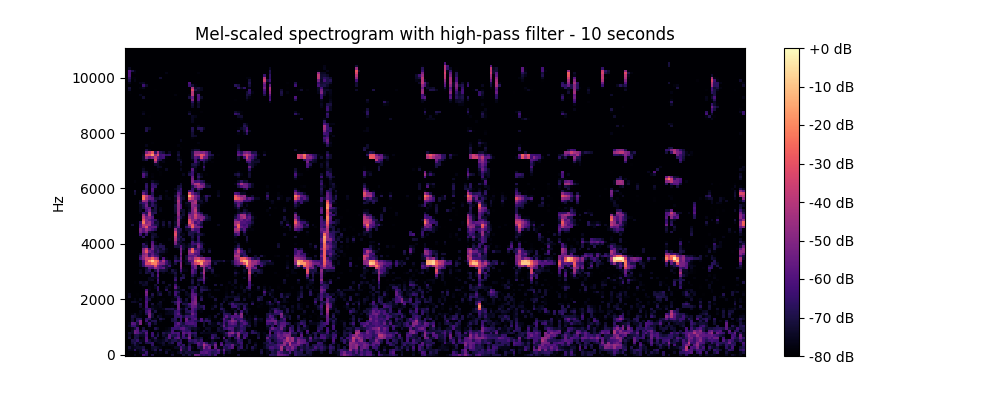 Mel-scaled spectrogram with high-pass filter - 10 seconds
Hz
10000
8000
6000
4000
2000
0
+0 dB
-10 dB
-20 dB
-30 dB
-40 dB
-50 dB
-60 dB
-70 dB
-80 dB